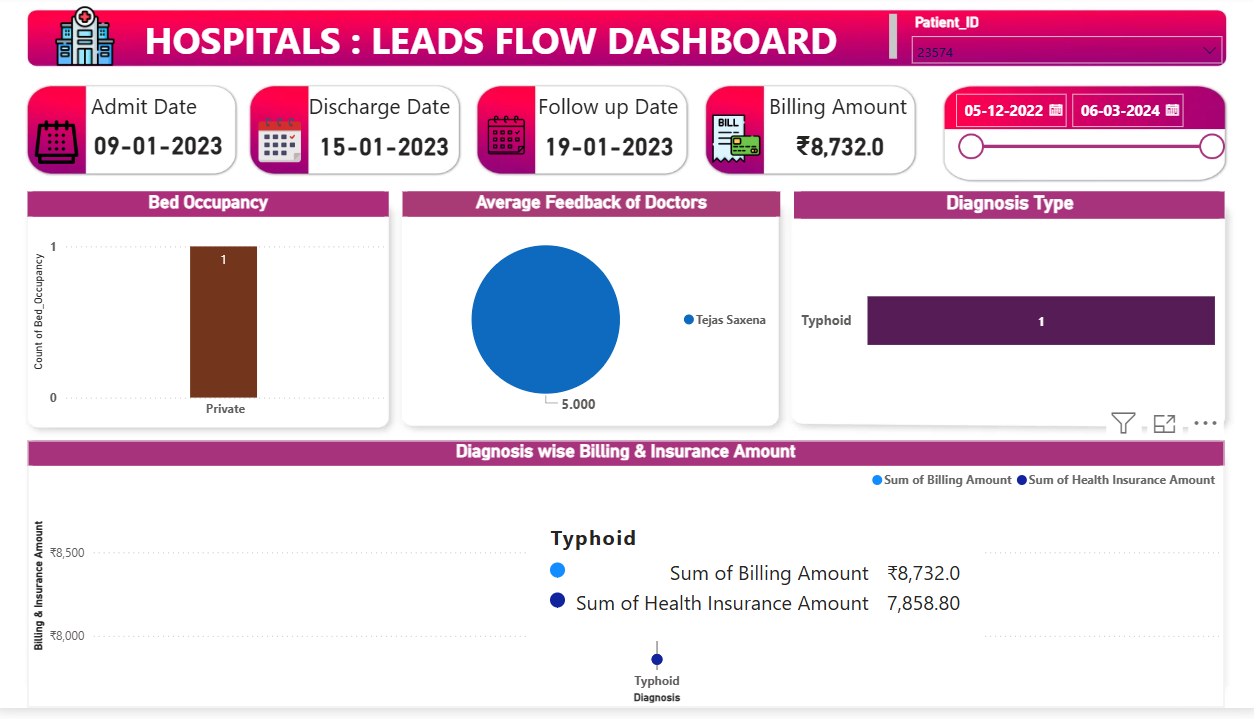 HOSPITALS : LEADS FLOW DASHBOARD
Patient_ID
23574
Admit Date
09-01-2023
Discharge Date
15-01-2023
Follow up Date
19-01-2023
BILL
Billing Amount
₹8,732.0
05-12-2022
06-03-2024
Bed Occupancy
Count of Bed_Occupancy
1
1
0
Private
Average Feedback of Doctors
Tejas Saxena
5.000
Diagnosis Type
Typhoid
1
Diagnosis wise Billing & Insurance Amount
Sum of Billing Amount
Sum of Health Insurance Amount
Billing & Insurance Amount
₹8,500
₹8,000
Typhoid
Sum of Billing Amount ₹8,732.0
Sum of Health Insurance Amount 7,858.80
Typhoid
Diagnosis